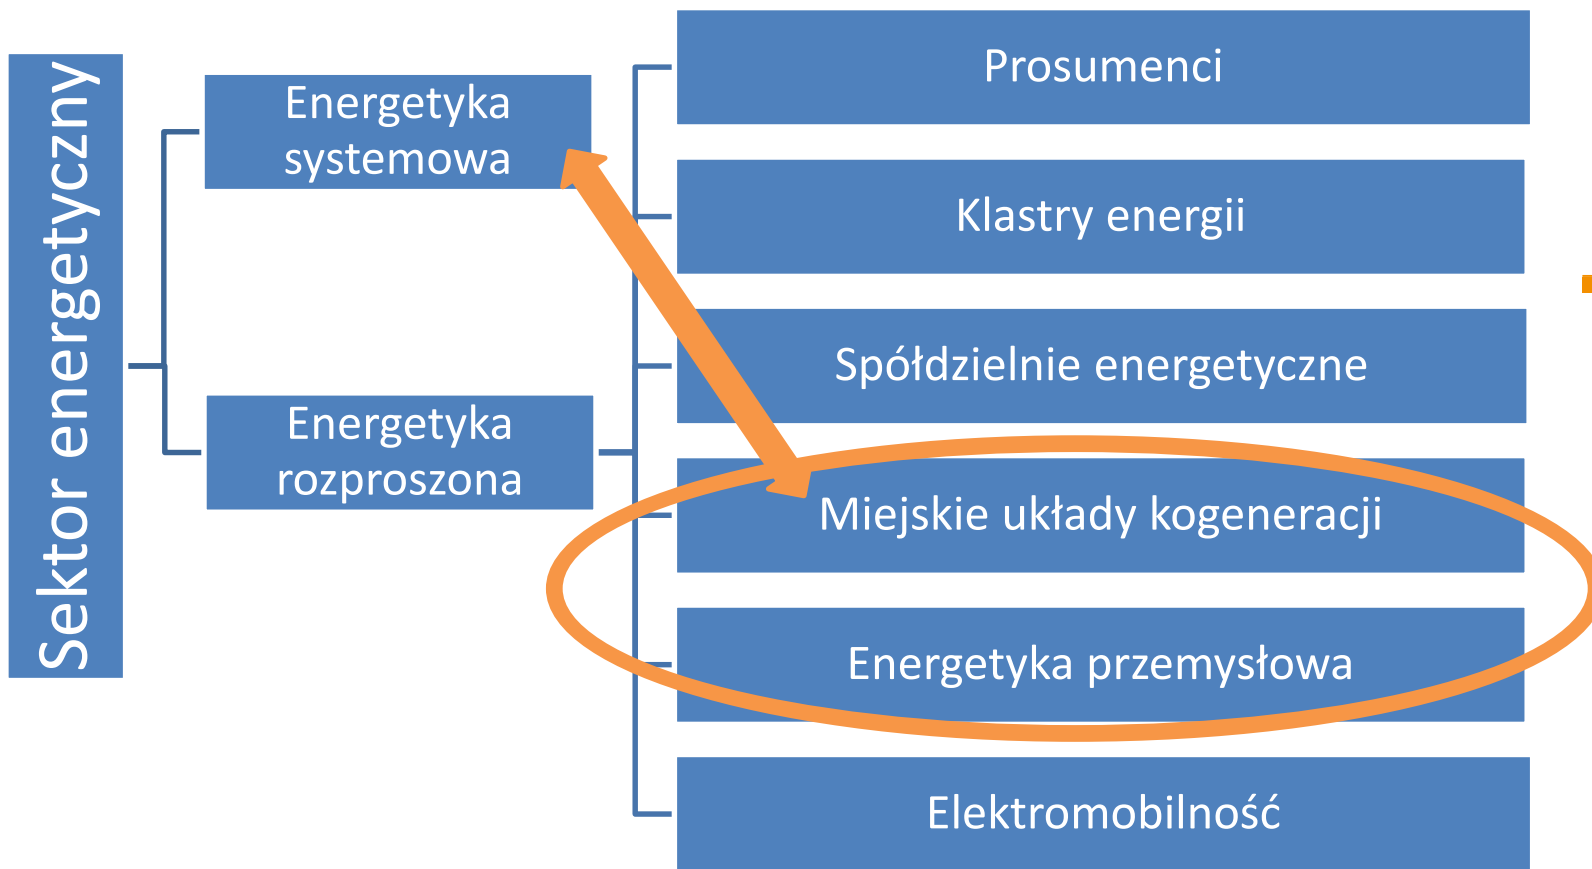 Sektor energetyczny
Energetyka
systemowa
Energetyka
rozproszona
Prosumenci
Klastry energii
Spółdzielnie energetyczne
Miejskie układy kogeneracji
Energetyka przemysłowa
Elektromobilność